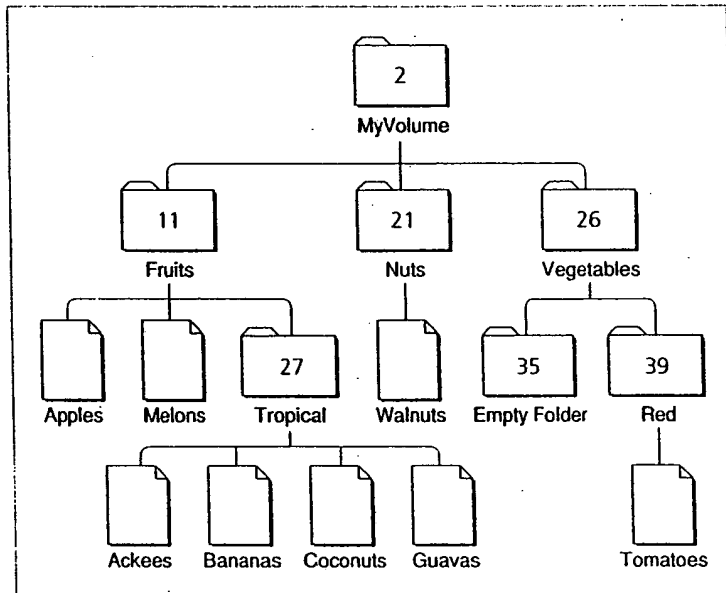 2
MyVolume
11 21 26
Fruits Nuts Vegetables
27 35 39
Apples Melons Tropical Walnuts Empty Folder Red
Ackees Bananas Coconuts Guavas Tomatoes